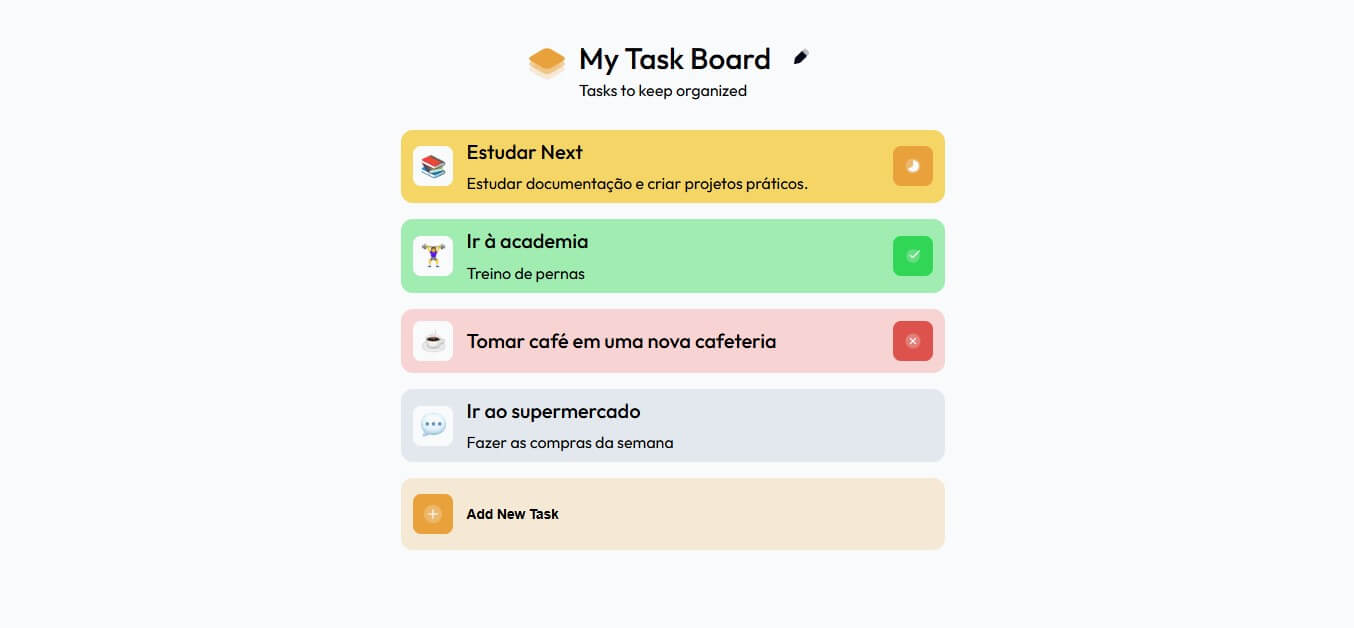 My Task Board
Tasks to keep organized
Estudar Next
Estudar documentação e criar projetos práticos.
Ir à academia
Treino de pernas
Tomar café em uma nova cafeteria
Ir ao supermercado
Fazer as compras da semana
Add New Task